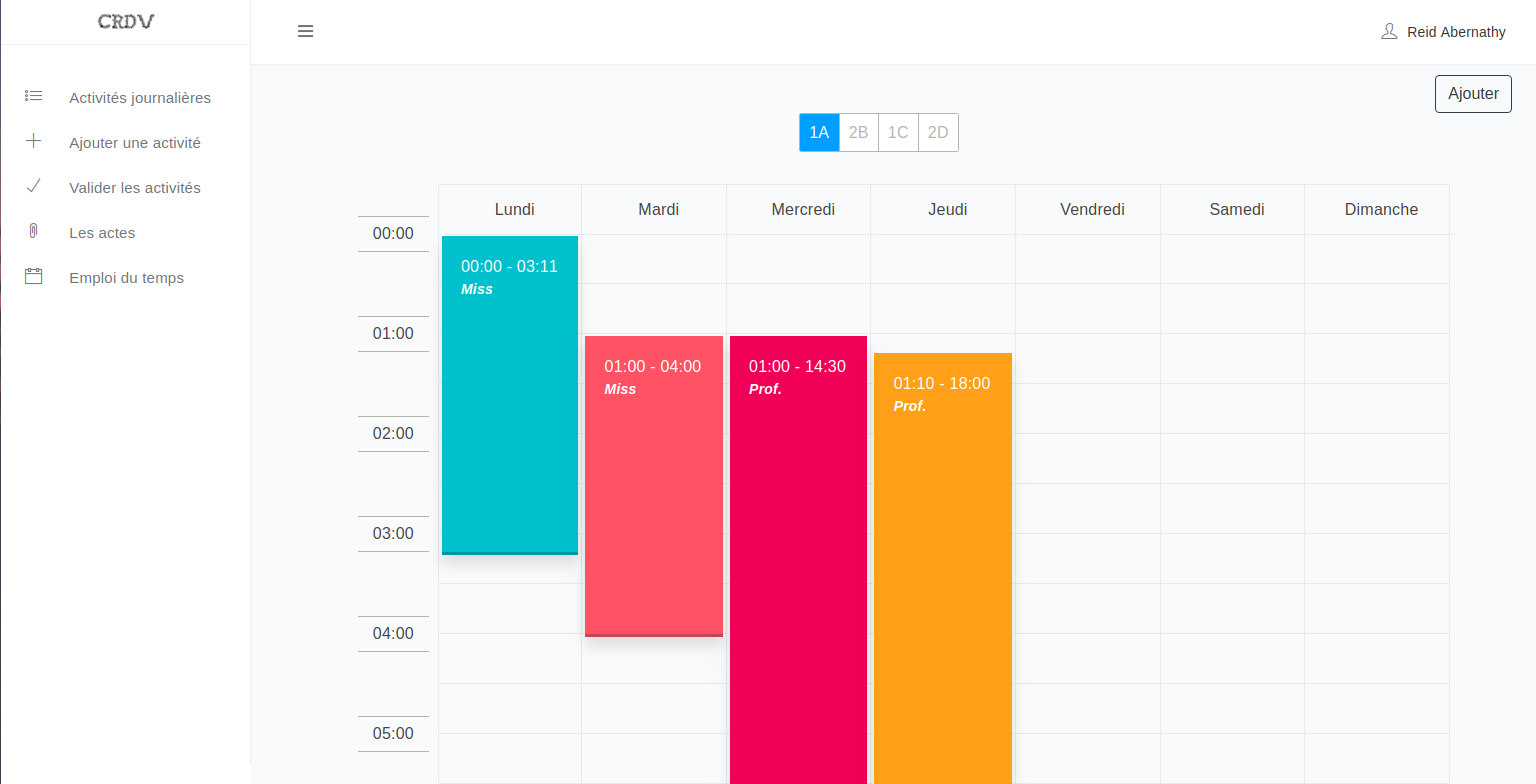 CRDV
Reid Abernathy
Activités journalières
Ajouter une activité
Valider les activités
Les actes
Emploi du temps
Ajouter
1A 2B 1C 2D
Lundi Mardi Mercredi Jeudi Vendredi Samedi Dimanche
00:00
01:00
02:00
03:00
04:00
05:00
00:00 - 03:11
Miss
01:00 - 04:00
Miss
01:00 - 14:30
Prof.
01:10 - 18:00
Prof.